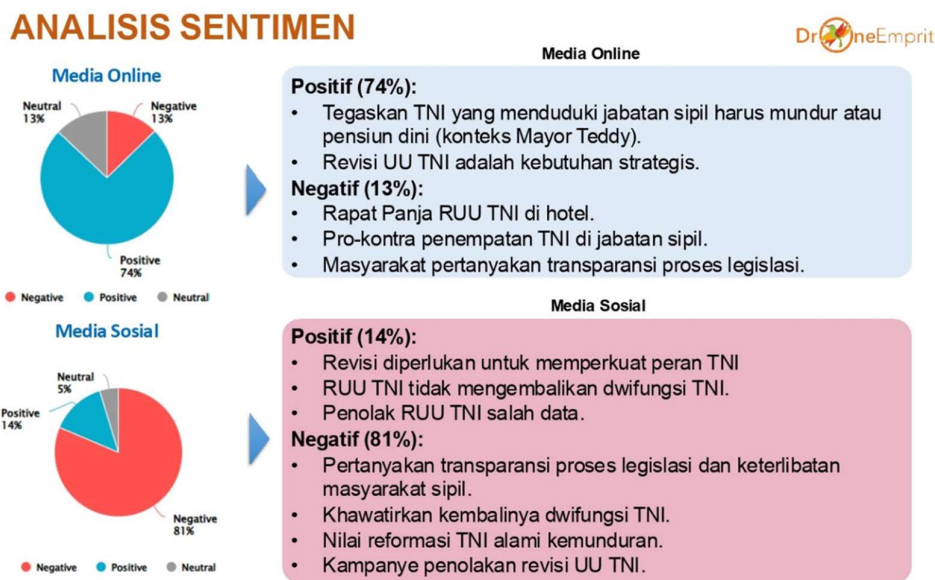 ANALISIS SENTIMEN
Dr neEmprit
Media Online
Neutral
13%
Negative
13%
Positive
74%
Negative Positive Neutral
Media Online
Positif (74%):
• Tegaskan TNI yang menduduki jabatan sipil harus mundur atau
pensiun dini (konteks Mayor Teddy).
• Revisi UU TNI adalah kebutuhan strategis.
Negatif (13%):
• Rapat Panja RUU TNI di hotel.
• Pro-kontra penempatan TNI di jabatan sipil.
• Masyarakat pertanyakan transparansi proses legislasi.
Media Sosial
Neutral
5%
Positive
14%
Negative
81%
Negative Positive Neutral
Media Sosial
Positif (14%):
• Revisi diperlukan untuk memperkuat peran TNI
• RUU TNI tidak mengembalikan dwifungsi TNI.
• Penolak RUU TNI salah data.
Negatif (81%):
• Pertanyakan transparansi proses legislasi dan keterlibatan
masyarakat sipil.
• Khawatirkan kembalinya dwifungsi TNI.
• Nilai reformasi TNI alami kemunduran.
• Kampanye penolakan revisi UU TNI.